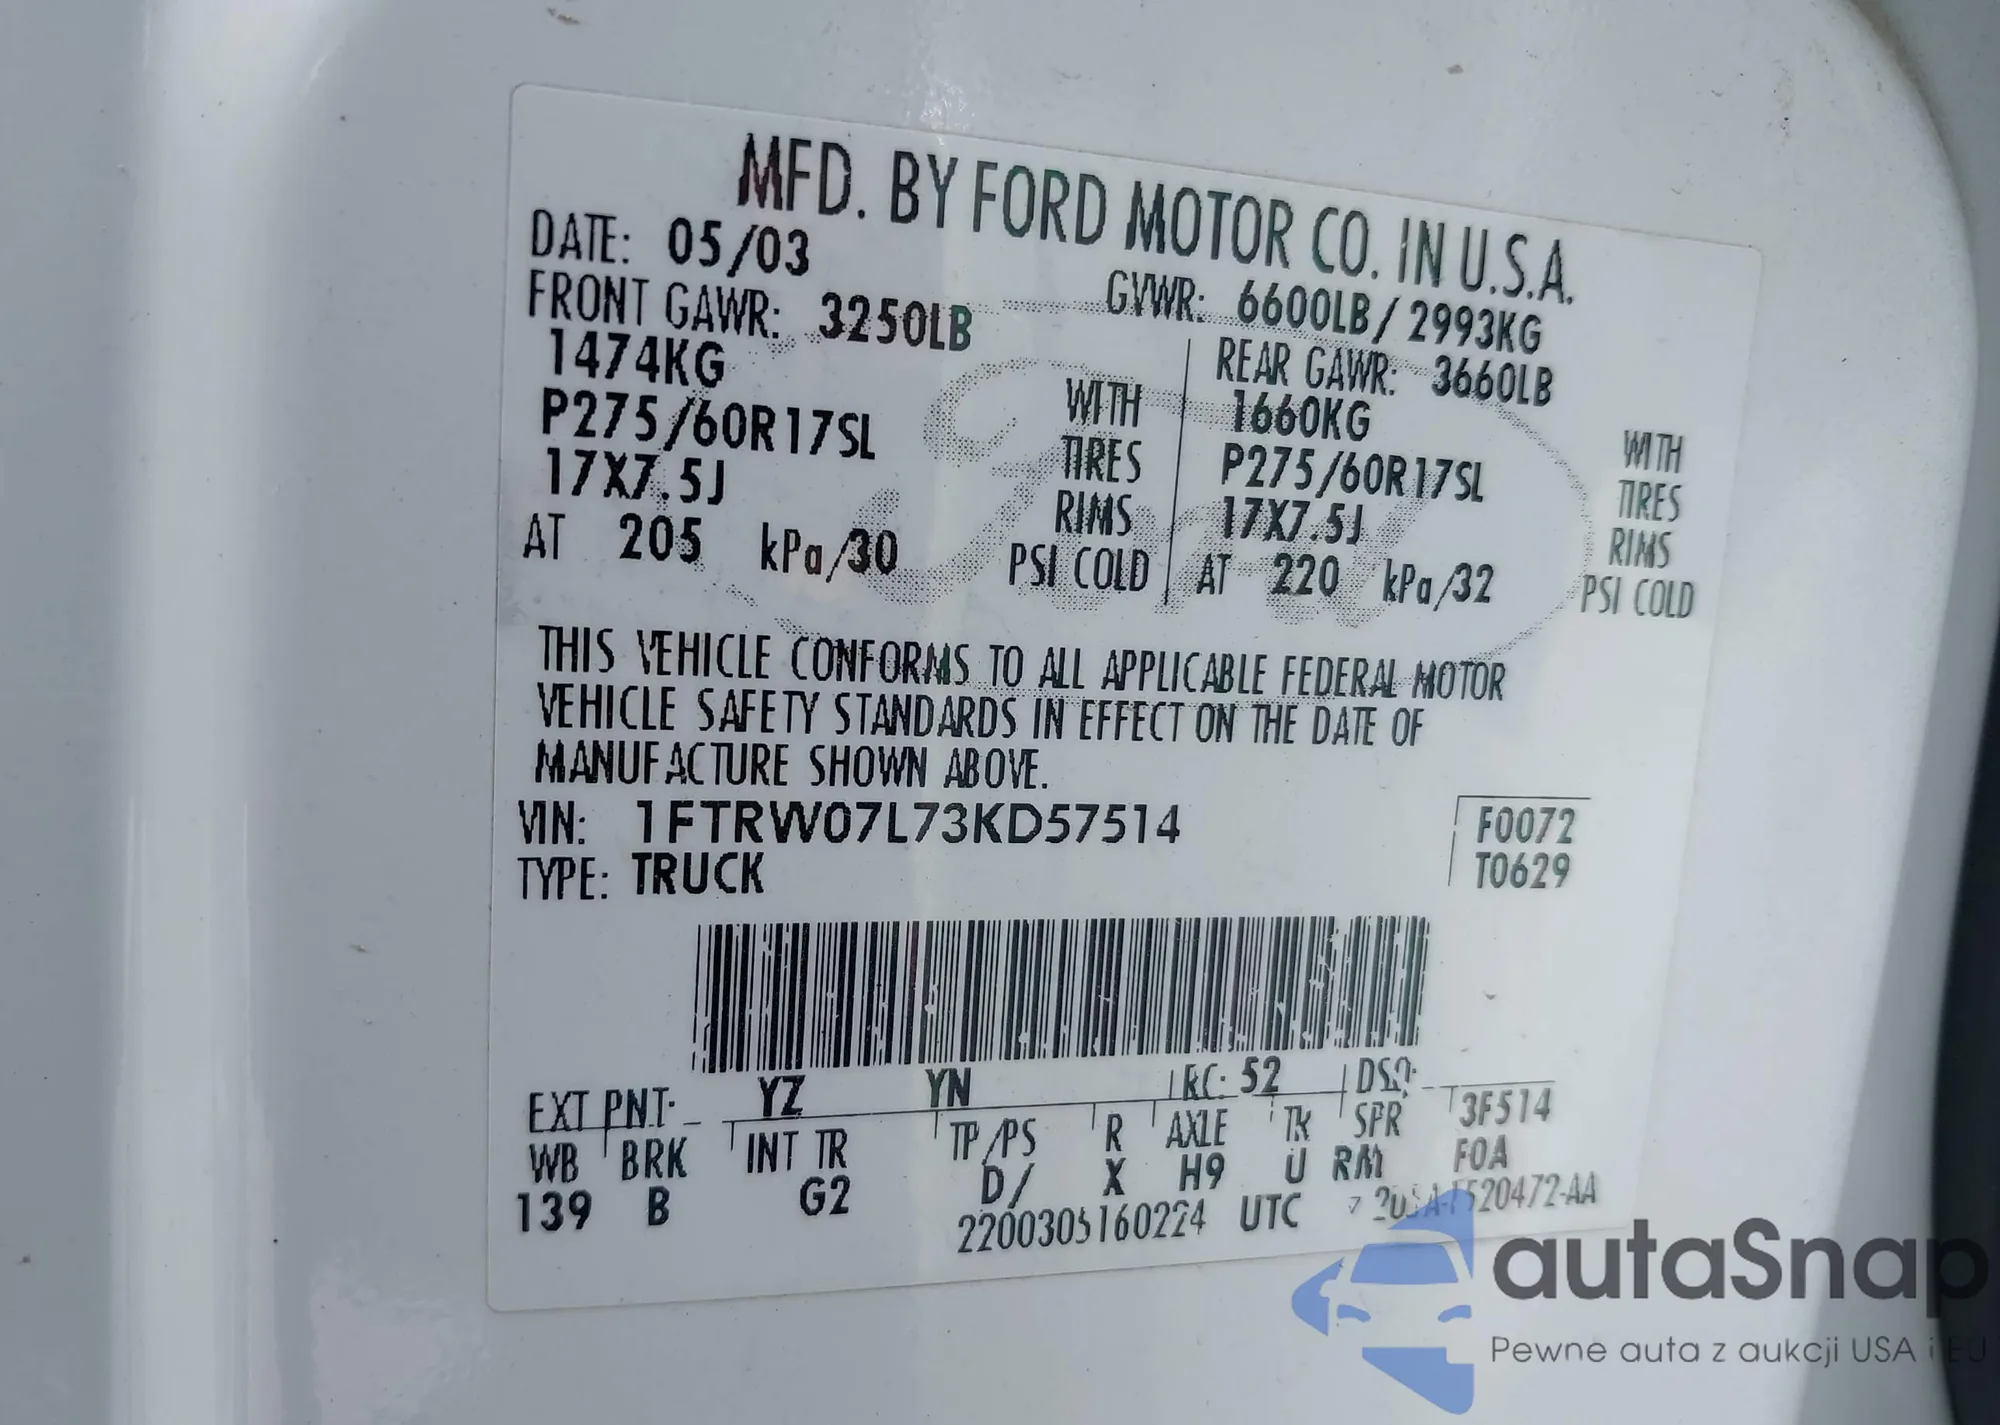 MFD. BY FORD MOTOR CO. IN U.S.A.
DATE: 05/03 GVWR: 6600LB/2993KG
FRONT GAWR: 3250LB REAR GAWR: 3660LB
1474KG WITH 1660KG WITH
P275/60R17SL TIRES P275/60R17SL TIRES
17X7.5J RIMS 17X7.5J RIMS
AT 205 kPa/30 PSI COLD AT 220 kPa/32 PSI COLD
Ford
THIS VEHICLE CONFORMS TO ALL APPLICABLE FEDERAL MOTOR
VEHICLE SAFETY STANDARDS IN EFFECT ON THE DATE OF
MANUFACTURE SHOWN ABOVE.
VIN: 1FTRW07L73KD57514 F0072
TYPE: TRUCK T0629
EXT PNT: YZ YN RC: 52 DSO:
WB BRK INT TR TP/PS R AXLE TR SPR 3F514
139 B G2 D/ X H9 U RM F0A
2200305160224 UTC
autaSnap
Pewne auta z aukcji USA i EU